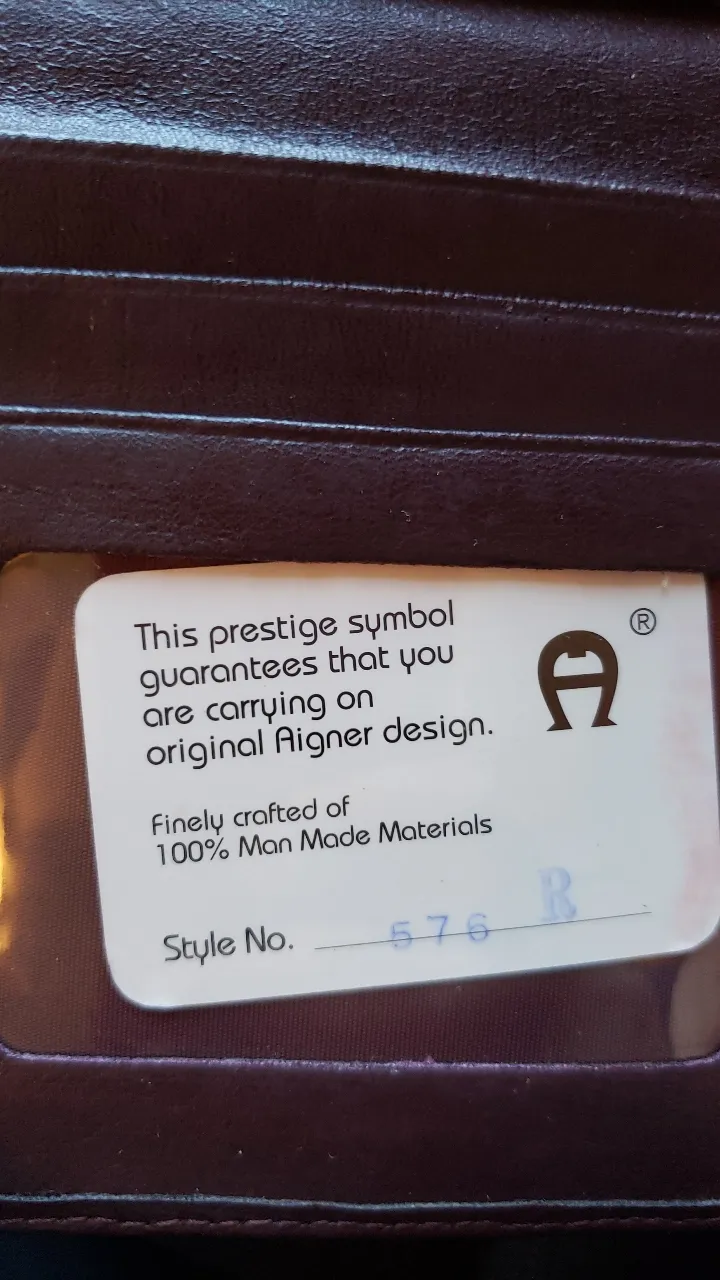 This prestige symbol
guarantees that you
are carrying an
original Aigner design.
A ®
Finely crafted of
100% Man Made Materials
R
Style No. 576